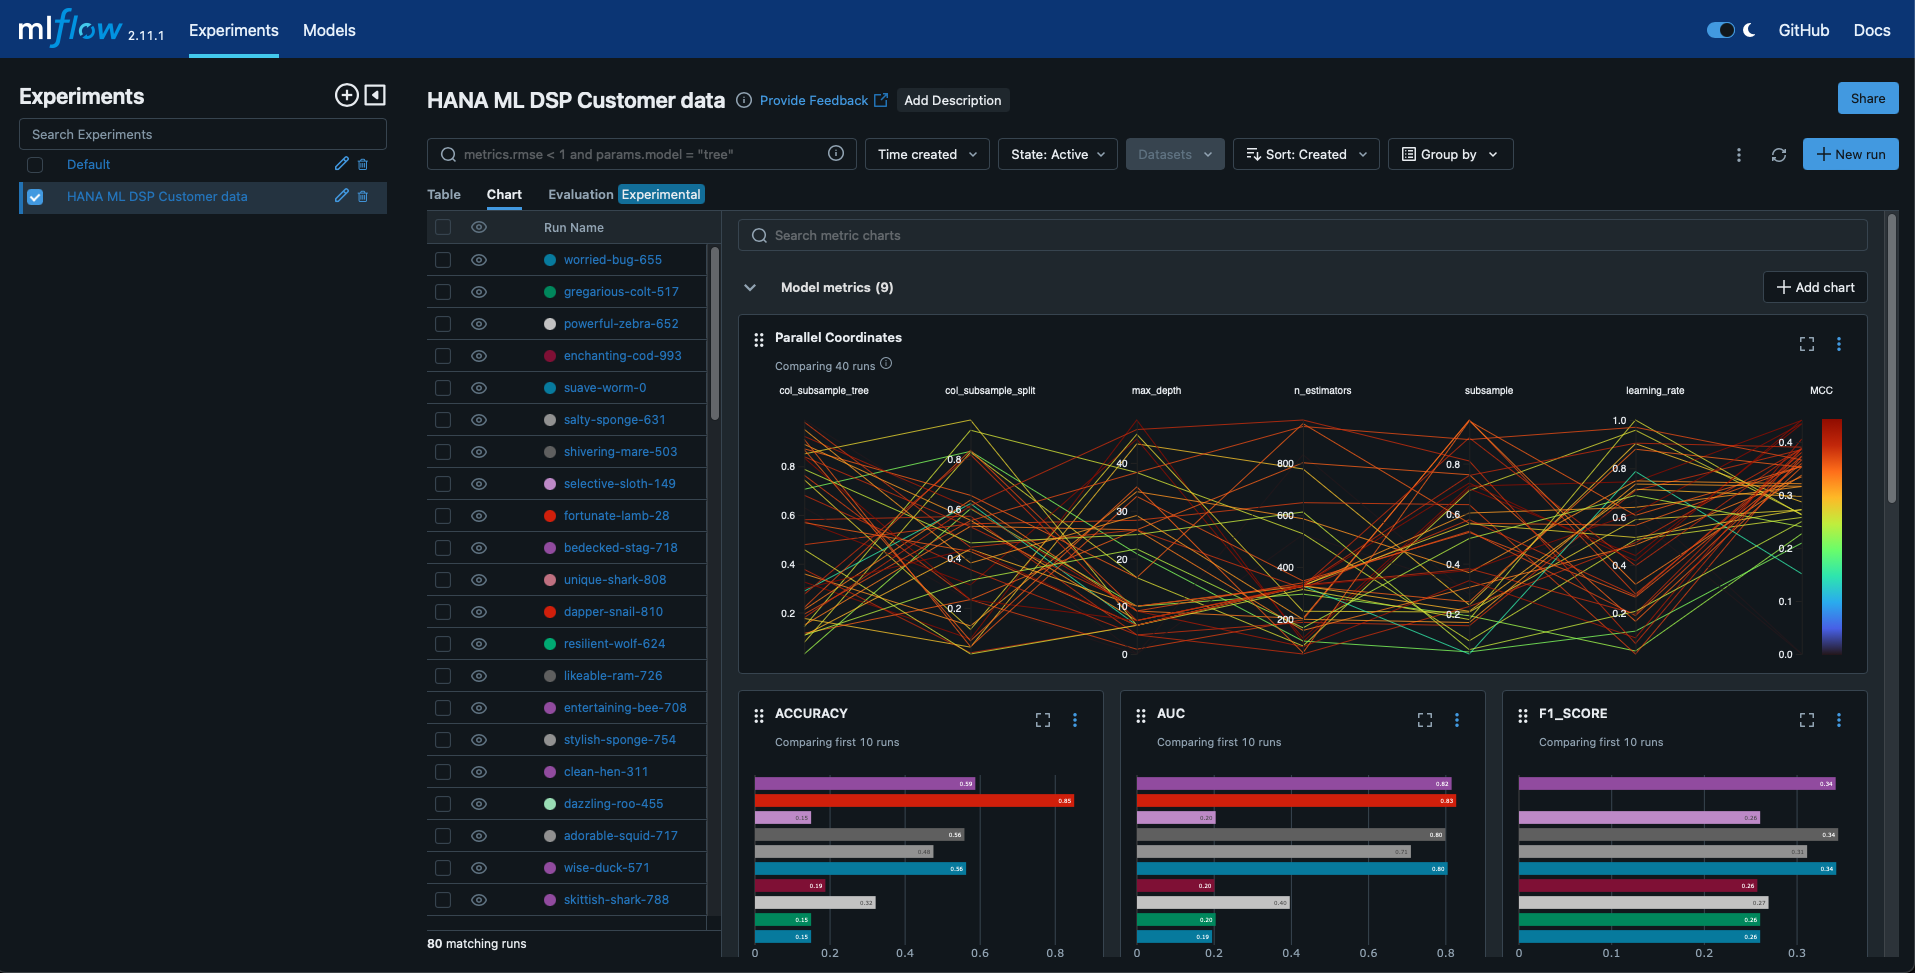 mlflow 2.11.1 Experiments Models GitHub Docs
Experiments
Search Experiments
Default
HANA ML DSP Customer data
HANA ML DSP Customer data Provide Feedback Add Description Share
metrics.rmse < 1 and params.model = "tree" Time created State: Active Datasets Sort: Created Group by New run
Table Chart Evaluation Experimental
Run Name
worried-bug-655
gregarious-colt-517
powerful-zebra-652
enchanting-cod-993
suave-worm-0
salty-sponge-631
shivering-mare-503
selective-sloth-149
fortunate-lamb-28
bedecked-stag-718
unique-shark-808
dapper-snail-810
resilient-wolf-624
likeable-ram-726
entertaining-bee-708
stylish-sponge-754
clean-hen-311
dazzling-roo-455
adorable-squid-717
wise-duck-571
skittish-shark-788
80 matching runs
Search metric charts
Model metrics (9) Add chart
Parallel Coordinates
Comparing 40 runs
col_subsample_tree col_subsample_split max_depth n_estimators subsample learning_rate MCC
0.8
0.6
0.4
0.2
0.8
0.6
0.4
0.2
40
30
20
10
0
800
600
400
200
0.8
0.6
0.4
0.2
1.0
0.8
0.6
0.4
0.2
0.4
0.3
0.2
0.1
0.0
ACCURACY
Comparing first 10 runs
0.59
0.85
0.15
0.56
0.48
0.56
0.19
0.32
0.15
0.15
0 0.2 0.4 0.6 0.8
AUC
Comparing first 10 runs
0.82
0.83
0.20
0.80
0.71
0.80
0.20
0.40
0.20
0.19
0 0.2 0.4 0.6 0.8
F1_SCORE
Comparing first 10 runs
0.34
0.26
0.34
0.31
0.34
0.26
0.27
0.26
0.26
0 0.1 0.2 0.3